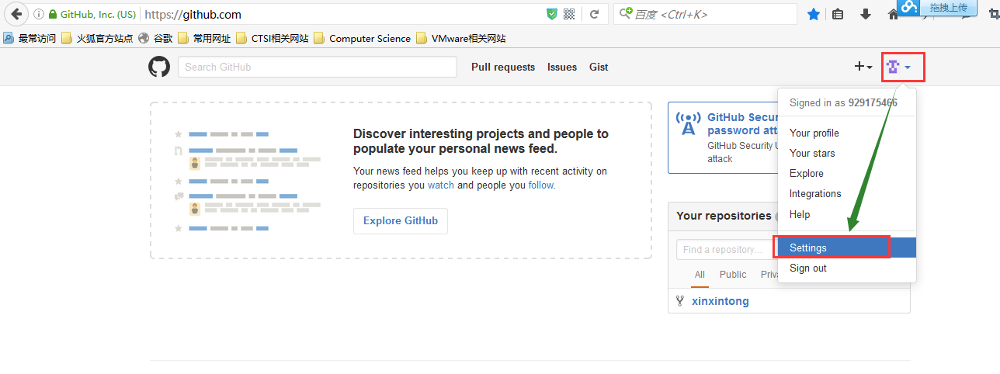 GitHub, Inc. (US)
https://github.com
百度 <Ctrl+K>
拖拽上传
最常访问
火狐官方站点
谷歌
常用网址
CTSI相关网站
Computer Science
VMware相关网站
Search GitHub
Pull requests
Issues
Gist
Signed in as 929175466
Your profile
Your stars
Explore
Integrations
Help
Settings
Sign out
Discover interesting projects and people to
populate your personal news feed.
Your news feed helps you keep up with recent activity on
repositories you watch and people you follow.
Explore GitHub
GitHub Secu
password att
GitHub Security U
attack
Your repositories
Find a repository...
All
Public
Priv
xinxintong